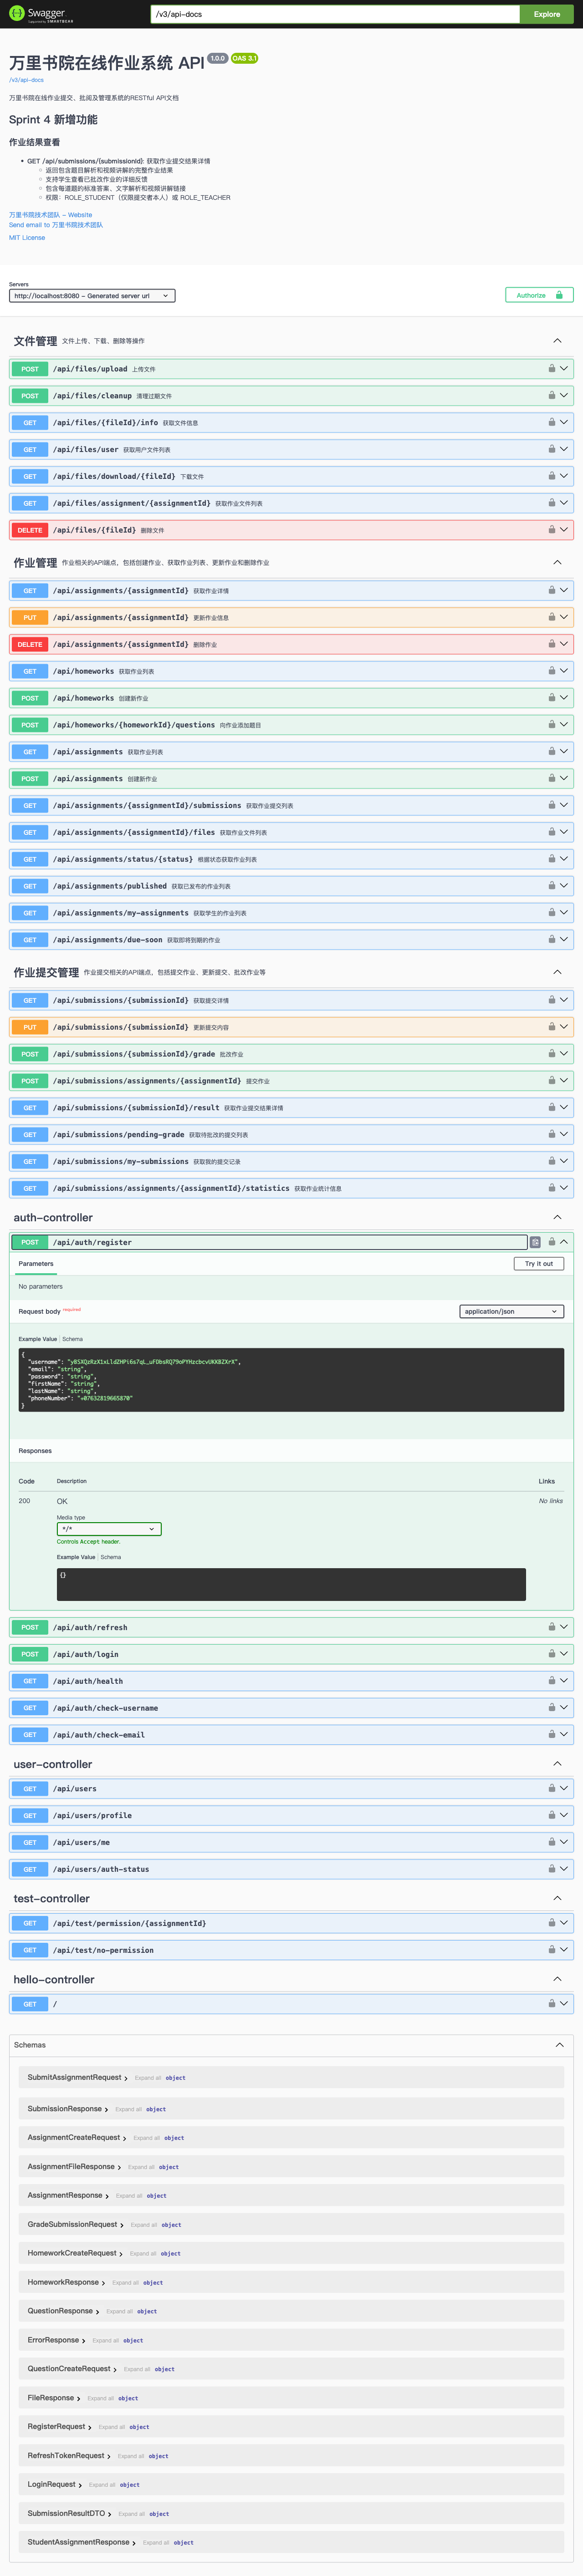 Swagger
Supported by SMARTBEAR
/v3/api-docs
Explore
万里书院在线作业系统 API 1.0.0 OAS 3.1
/v3/api-docs
万里书院在线作业提交、批阅及管理系统的RESTful API文档
Sprint 4 新增功能
作业结果查看
GET /api/submissions/{submissionId}: 获取作业提交结果详情
返回包含题目解析和视频讲解的完整作业结果
支持学生查看已批改作业的详细反馈
包含每道题的标准答案、文字解析和视频讲解链接
权限：ROLE_STUDENT（仅限提交者本人）或 ROLE_TEACHER
万里书院技术团队 - Website
Send email to 万里书院技术团队
MIT License
Servers
http://localhost:8080 - Generated server url
Authorize
文件管理 文件上传、下载、删除等操作
POST /api/files/upload 上传文件
POST /api/files/cleanup 清理过期文件
GET /api/files/{fileId}/info 获取文件信息
GET /api/files/user 获取用户文件列表
GET /api/files/download/{fileId} 下载文件
GET /api/files/assignment/{assignmentId} 获取作业文件列表
DELETE /api/files/{fileId} 删除文件
作业管理 作业相关的API端点，包括创建作业、获取作业列表、更新作业和删除作业
GET /api/assignments/{assignmentId} 获取作业详情
PUT /api/assignments/{assignmentId} 更新作业信息
DELETE /api/assignments/{assignmentId} 删除作业
GET /api/homeworks 获取作业列表
POST /api/homeworks 创建新作业
POST /api/homeworks/{homeworkId}/questions 向作业添加题目
GET /api/assignments 获取作业列表
POST /api/assignments 创建新作业
GET /api/assignments/{assignmentId}/submissions 获取作业提交列表
GET /api/assignments/{assignmentId}/files 获取作业文件列表
GET /api/assignments/status/{status} 根据状态获取作业列表
GET /api/assignments/published 获取已发布的作业列表
GET /api/assignments/my-assignments 获取学生的作业列表
GET /api/assignments/due-soon 获取即将到期的作业
作业提交管理 作业提交相关的API端点，包括提交作业、更新提交、批改作业等
GET /api/submissions/{submissionId} 获取提交详情
PUT /api/submissions/{submissionId} 更新提交内容
POST /api/submissions/{submissionId}/grade 批改作业
POST /api/submissions/assignments/{assignmentId} 提交作业
GET /api/submissions/{submissionId}/result 获取作业提交结果详情
GET /api/submissions/pending-grade 获取待批改的提交列表
GET /api/submissions/my-submissions 获取我的提交记录
GET /api/submissions/assignments/{assignmentId}/statistics 获取作业统计信息
auth-controller
POST /api/auth/register
Parameters
Try it out
No parameters
Request body required
application/json
Example Value | Schema
{
"email": "string",
"password": "string",
"firstName": "string",
"lastName": "string",
"phoneNumber": "+07632819665870"
}
Responses
Code Description Links
200 OK No links
Media type
*/*
Controls Accept header.
Example Value | Schema
{}
POST /api/auth/refresh
POST /api/auth/login
GET /api/auth/health
GET /api/auth/check-username
GET /api/auth/check-email
user-controller
GET /api/users
GET /api/users/profile
GET /api/users/me
GET /api/users/auth-status
test-controller
GET /api/test/permission/{assignmentId}
GET /api/test/no-permission
hello-controller
GET /
Schemas
SubmitAssignmentRequest Expand all object
SubmissionResponse Expand all object
AssignmentCreateRequest Expand all object
AssignmentFileResponse Expand all object
AssignmentResponse Expand all object
GradeSubmissionRequest Expand all object
HomeworkCreateRequest Expand all object
HomeworkResponse Expand all object
QuestionResponse Expand all object
ErrorResponse Expand all object
QuestionCreateRequest Expand all object
FileResponse Expand all object
RegisterRequest Expand all object
RefreshTokenRequest Expand all object
LoginRequest Expand all object
SubmissionResultDTO Expand all object
StudentAssignmentResponse Expand all object